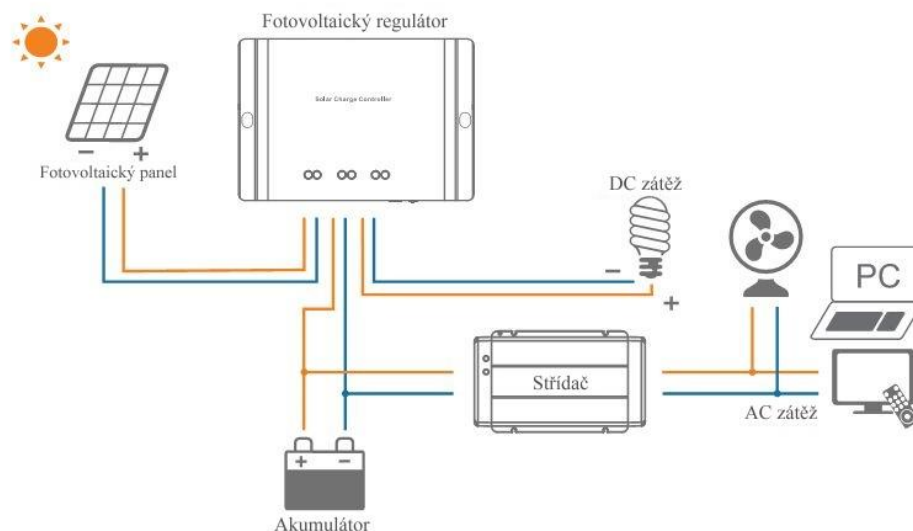 Fotovoltaický regulátor
Solar Charge Controller
− +
Fotovoltaický panel
DC zátěž
−
+
PC
Střídač
AC zátěž
+ −
Akumulátor